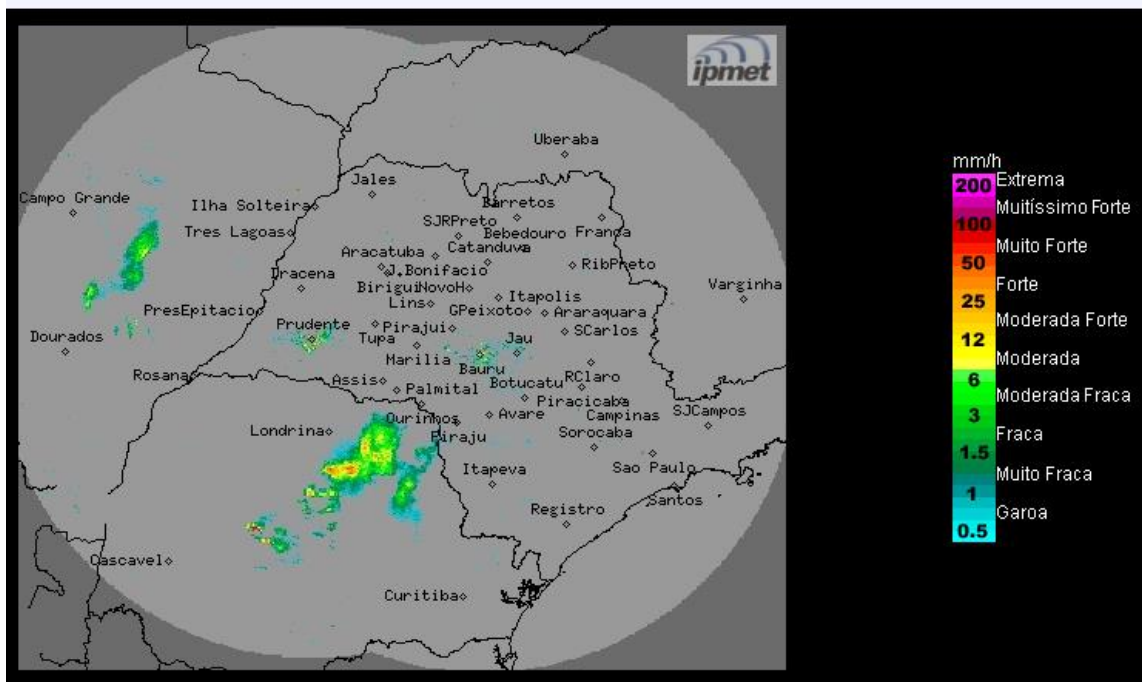 ipmet
Uberaba
Jales
Campo Grande
Ilha Solteira
Barretos
SJRPreto
Tres Lagoas
Bebedouro Franca
Catanduva
Aracatuba
J.Bonifacio
RibPreto
Dracena
Birigui NovoH
Itapolis
Varginha
Lins
PresEpitacio
GPeixoto
Araraquara
Prudente
Pirajui
SCarlos
Dourados
Tupa
Jau
Marilia
Bauru
Rosana
Assis
Botucatu
RClaro
Palmital
Piracicaba
SJCampos
Ourinhos
Avare
Campinas
Londrina
Piraju
Sorocaba
Itapeva
Sao Paulo
Santos
Registro
Cascavel
Curitiba
mm/h
200 Extrema
Muitíssimo Forte
100
Muito Forte
50
Forte
25
Moderada Forte
12
Moderada
6
Moderada Fraca
3
Fraca
1.5
Muito Fraca
1
Garoa
0.5